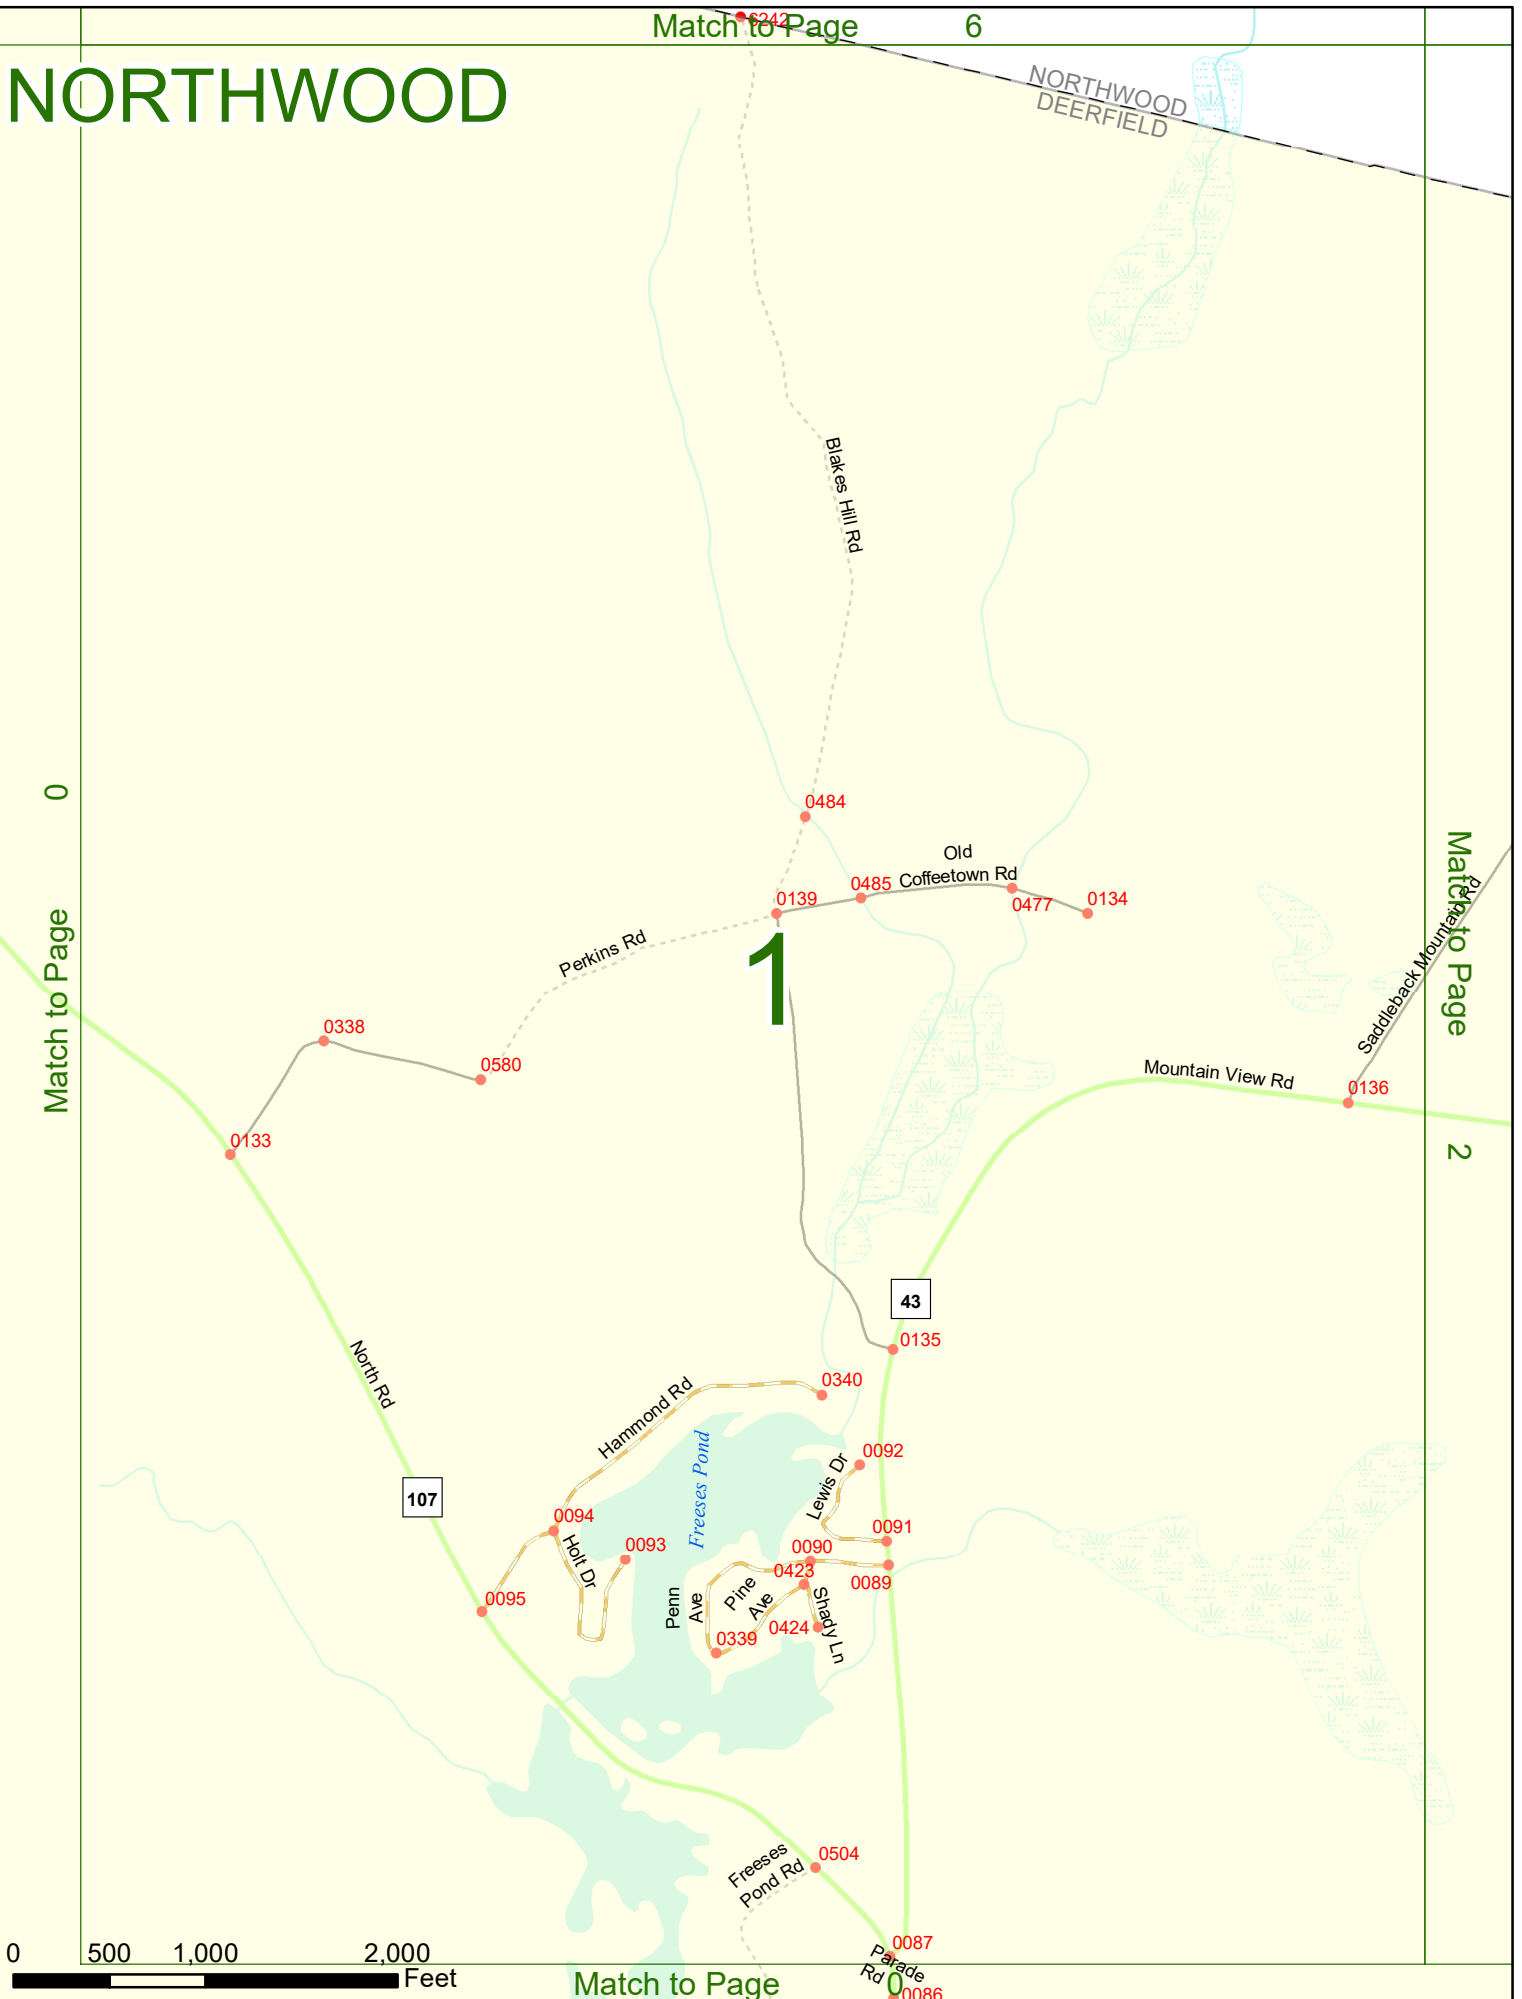 6242
Match to Page 6
NORTHWOOD
NORTHWOOD
DEERFIELD
Blakes Hill Rd
0
Match to Page
0484
Old
Coffeetown Rd
0485
0139
0477
0134
Perkins Rd
1
Match to Page
2
Saddleback Mountain Rd
0338
0580
Mountain View Rd
0136
0133
43
0135
North Rd
0340
Hammond Rd
Freeses Pond
0092
Lewis Dr
107
0094
0091
Holt Dr
0093
0090
0423
0089
Penn
Ave
Pine
Ave
Shady Ln
0095
0424
0339
0504
Freeses
Pond Rd
0087
Parade
Rd
0086
0 500 1,000 2,000
Feet
Match to Page 0